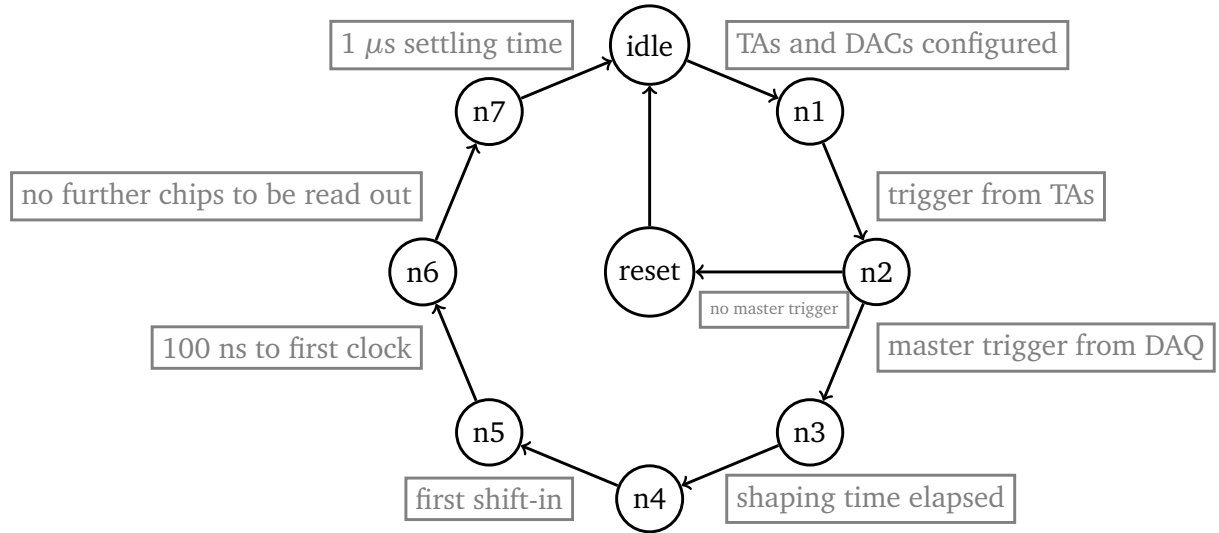 1 μs settling time
idle
TAs and DACs configured
n7
n1
no further chips to be read out
trigger from TAs
n6
reset
n2
no master trigger
100 ns to first clock
master trigger from DAQ
n5
n3
first shift-in
n4
shaping time elapsed